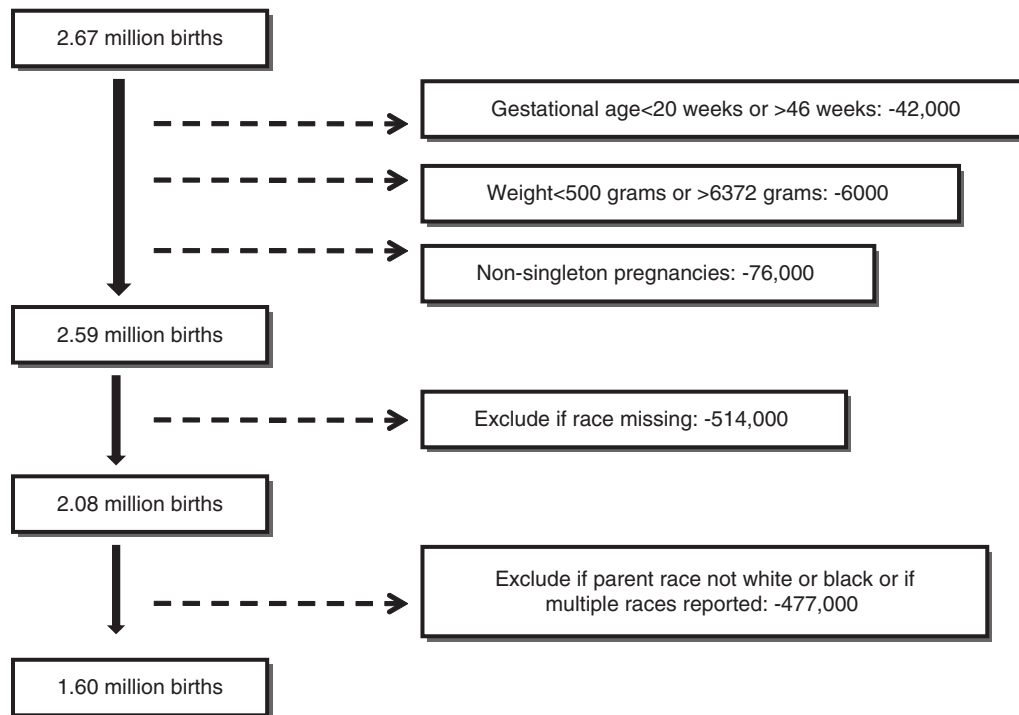 2.67 million births
Gestational age<20 weeks or >46 weeks: -42,000
Weight<500 grams or >6372 grams: -6000
Non-singleton pregnancies: -76,000
2.59 million births
Exclude if race missing: -514,000
2.08 million births
Exclude if parent race not white or black or if
multiple races reported: -477,000
1.60 million births